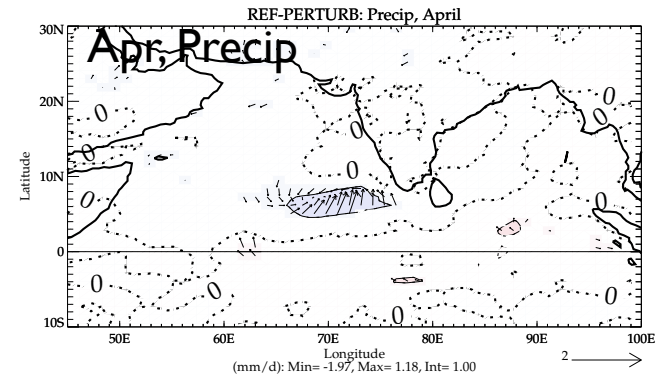 REF-PERTURB: Precip, April
Apr, Precip
30N
20N
10N
0
10S
Latitude
0
0
0
0
0
0
0
0
0
0
0
0
50E
60E
70E
80E
90E
100E
Longitude
(mm/d): Min= -1.97, Max= 1.18, Int= 1.00
2